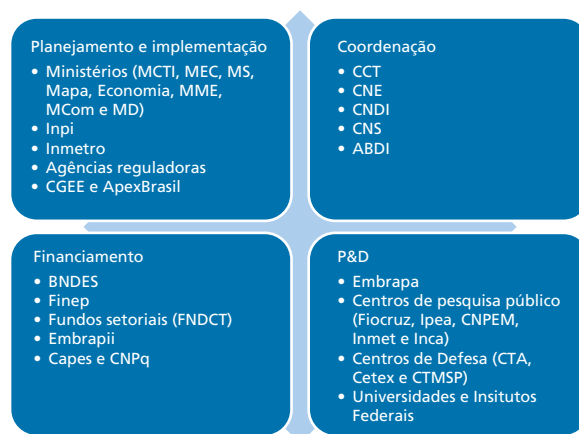 Planejamento e implementação
• Ministérios (MCTI, MEC, MS,
Mapa, Economia, MME,
MCom e MD)
• Inpi
• Inmetro
• Agências reguladoras
• CGEE e ApexBrasil
Coordenação
• CCT
• CNE
• CNDI
• CNS
• ABDI
Financiamento
• BNDES
• Finep
• Fundos setoriais (FNDCT)
• Embrapii
• Capes e CNPq
P&D
• Embrapa
• Centros de pesquisa público
(Fiocruz, Ipea, CNPEM,
Inmet e Inca)
• Centros de Defesa (CTA,
Cetex e CTMSP)
• Universidades e Insitutos
Federais